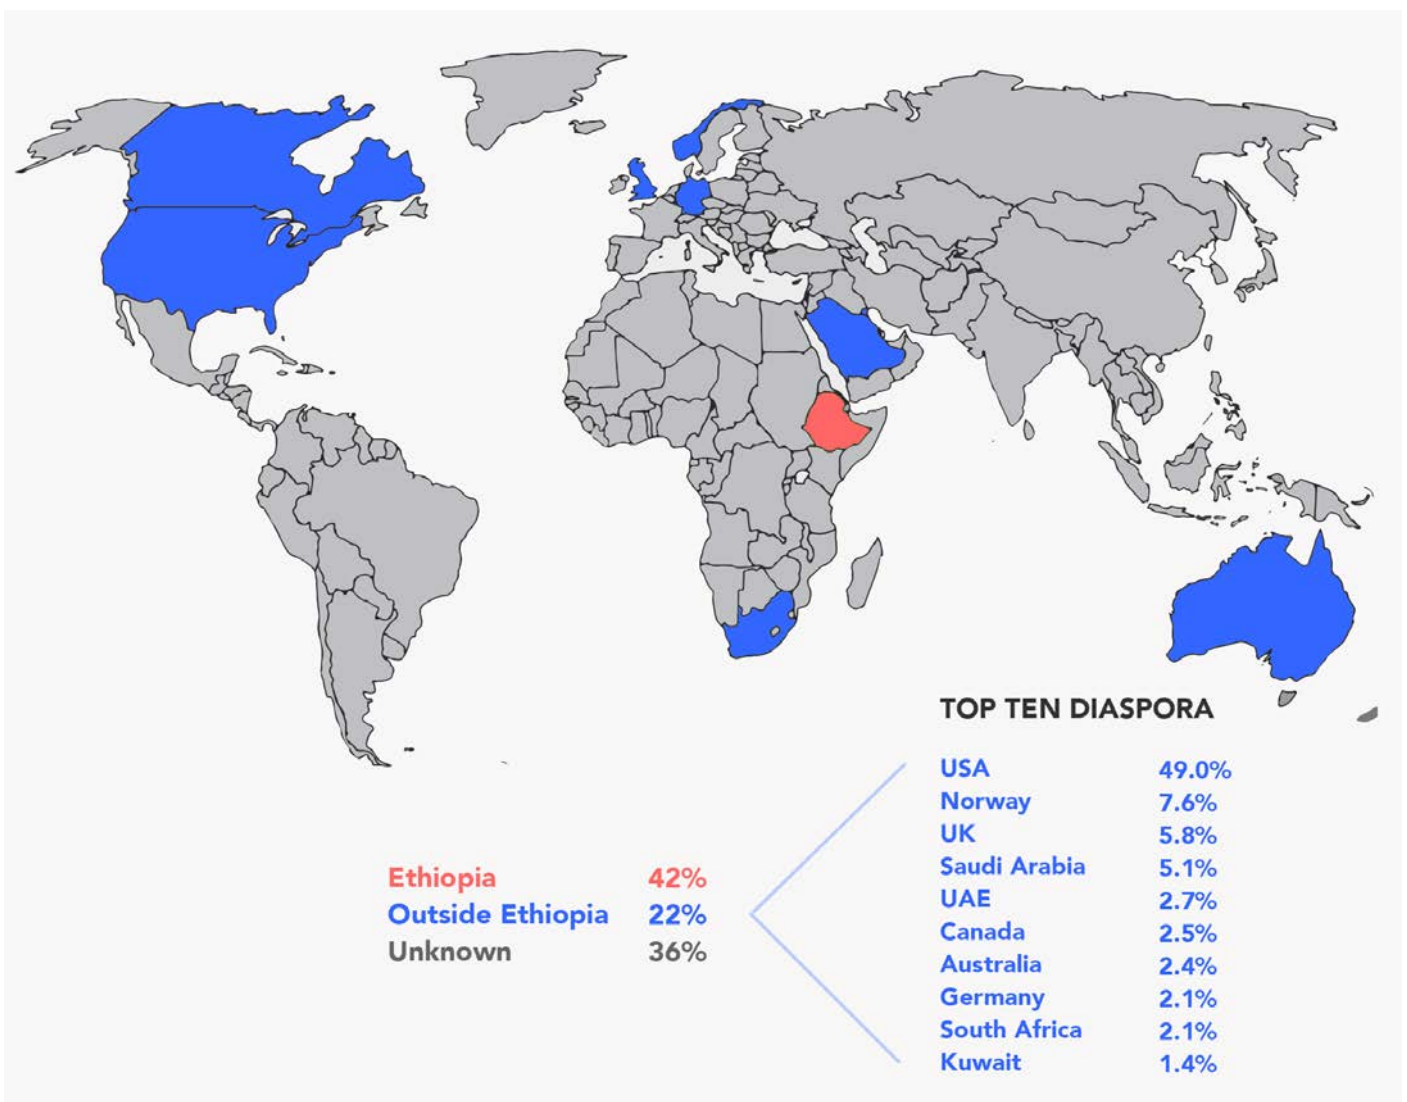 TOP TEN DIASPORA
USA 49.0%
Norway 7.6%
UK 5.8%
Saudi Arabia 5.1%
UAE 2.7%
Canada 2.5%
Australia 2.4%
Germany 2.1%
South Africa 2.1%
Kuwait 1.4%
Ethiopia 42%
Outside Ethiopia 22%
Unknown 36%